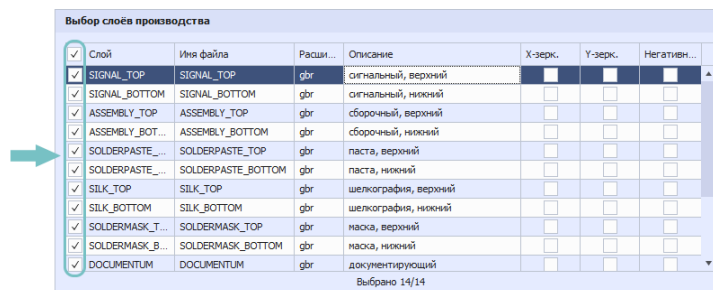 Выбор слоёв производства
Слой Имя файла Расши... Описание X-зерк. Y-зерк. Негативн...
SIGNAL_TOP SIGNAL_TOP gbr сигнальный, верхний
SIGNAL_BOTTOM SIGNAL_BOTTOM gbr сигнальный, нижний
ASSEMBLY_TOP ASSEMBLY_TOP gbr сборочный, верхний
ASSEMBLY_BOT... ASSEMBLY_BOTTOM gbr сборочный, нижний
SOLDERPASTE_... SOLDERPASTE_TOP gbr паста, верхний
SOLDERPASTE_... SOLDERPASTE_BOTTOM gbr паста, нижний
SILK_TOP SILK_TOP gbr шелкография, верхний
SILK_BOTTOM SILK_BOTTOM gbr шелкография, нижний
SOLDERMASK_T... SOLDERMASK_TOP gbr маска, верхний
SOLDERMASK_B... SOLDERMASK_BOTTOM gbr маска, нижний
DOCUMENTUM DOCUMENTUM gbr документирующий
Выбрано 14/14